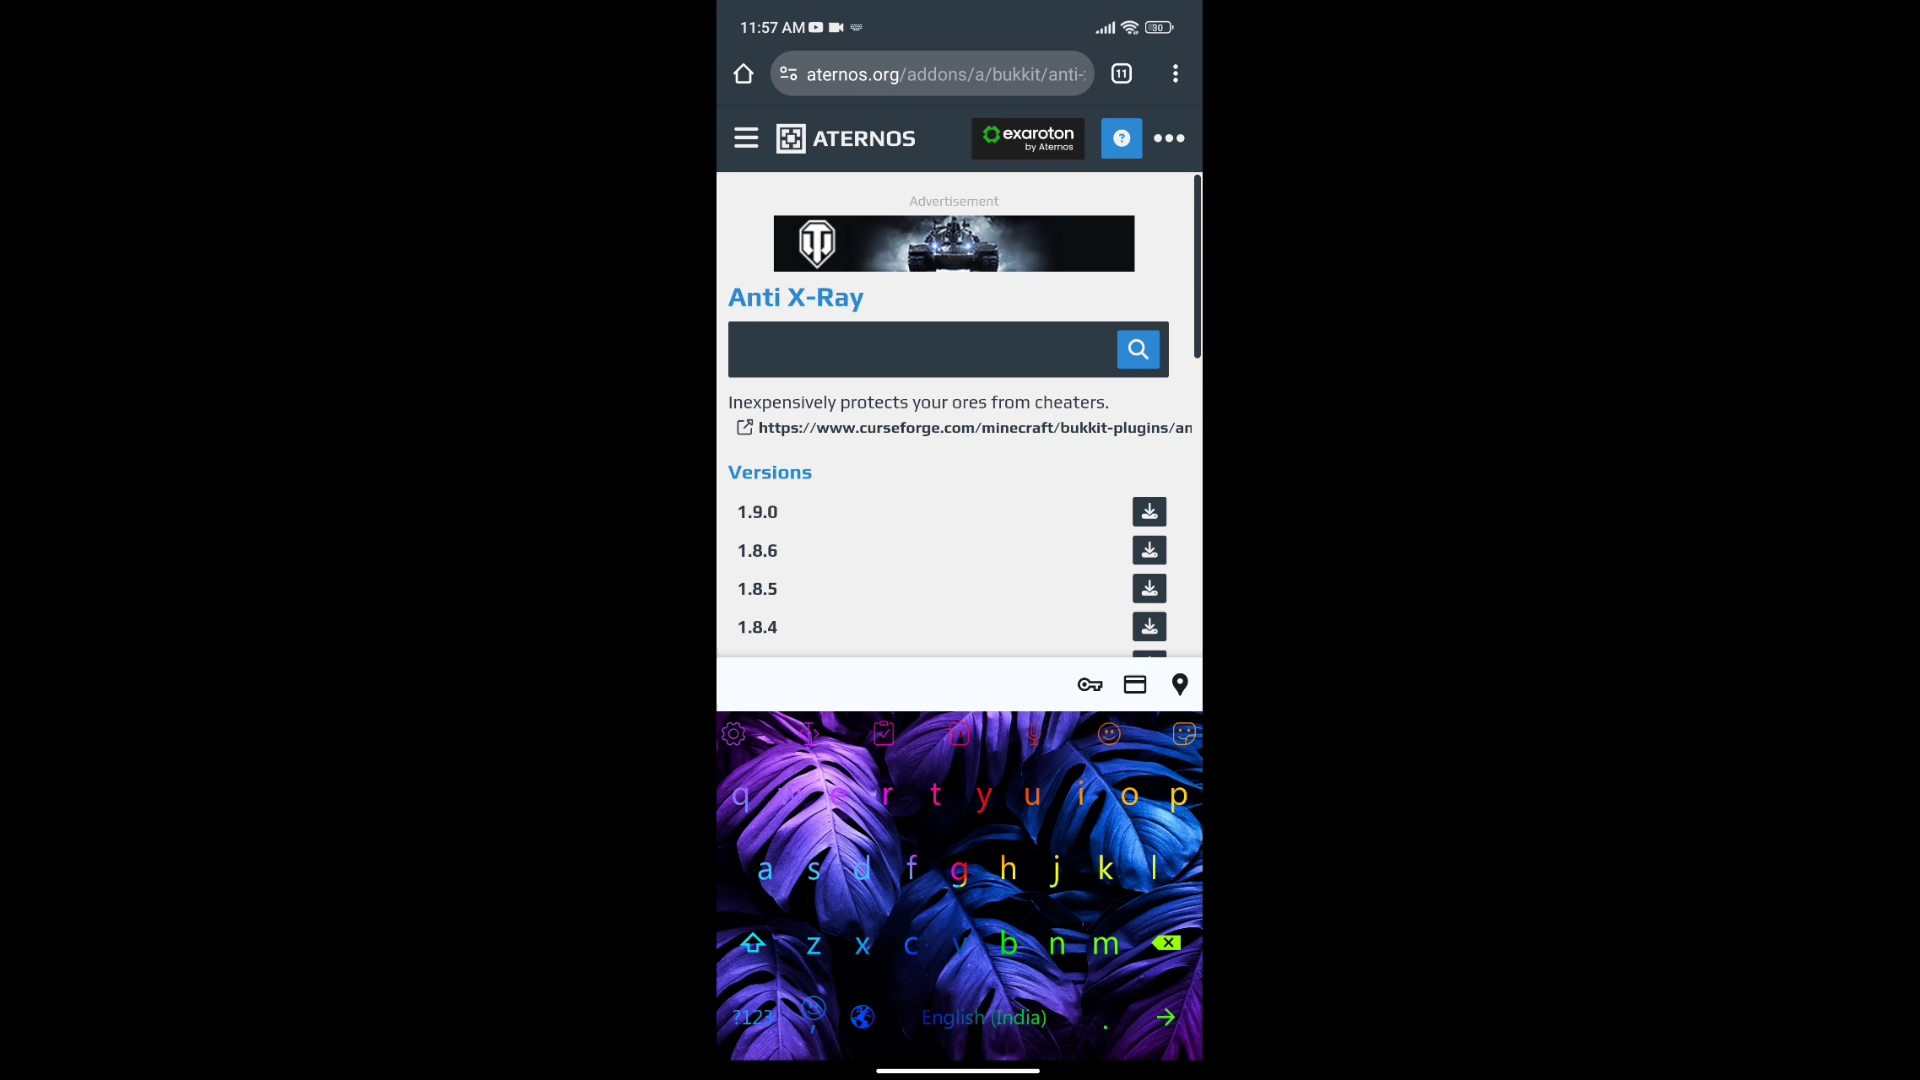 11:57 AM
30
aternos.org/addons/a/bukkit/anti-
11
ATERNOS
exaroton
by Aternos
?
Advertisement
Anti X-Ray
Inexpensively protects your ores from cheaters.
https://www.curseforge.com/minecraft/bukkit-plugins/an
Versions
1.9.0
1.8.6
1.8.5
1.8.4
q w e r t y u i o p
a s d f g h j k l
z x c v b n m
?123 , English (India) .